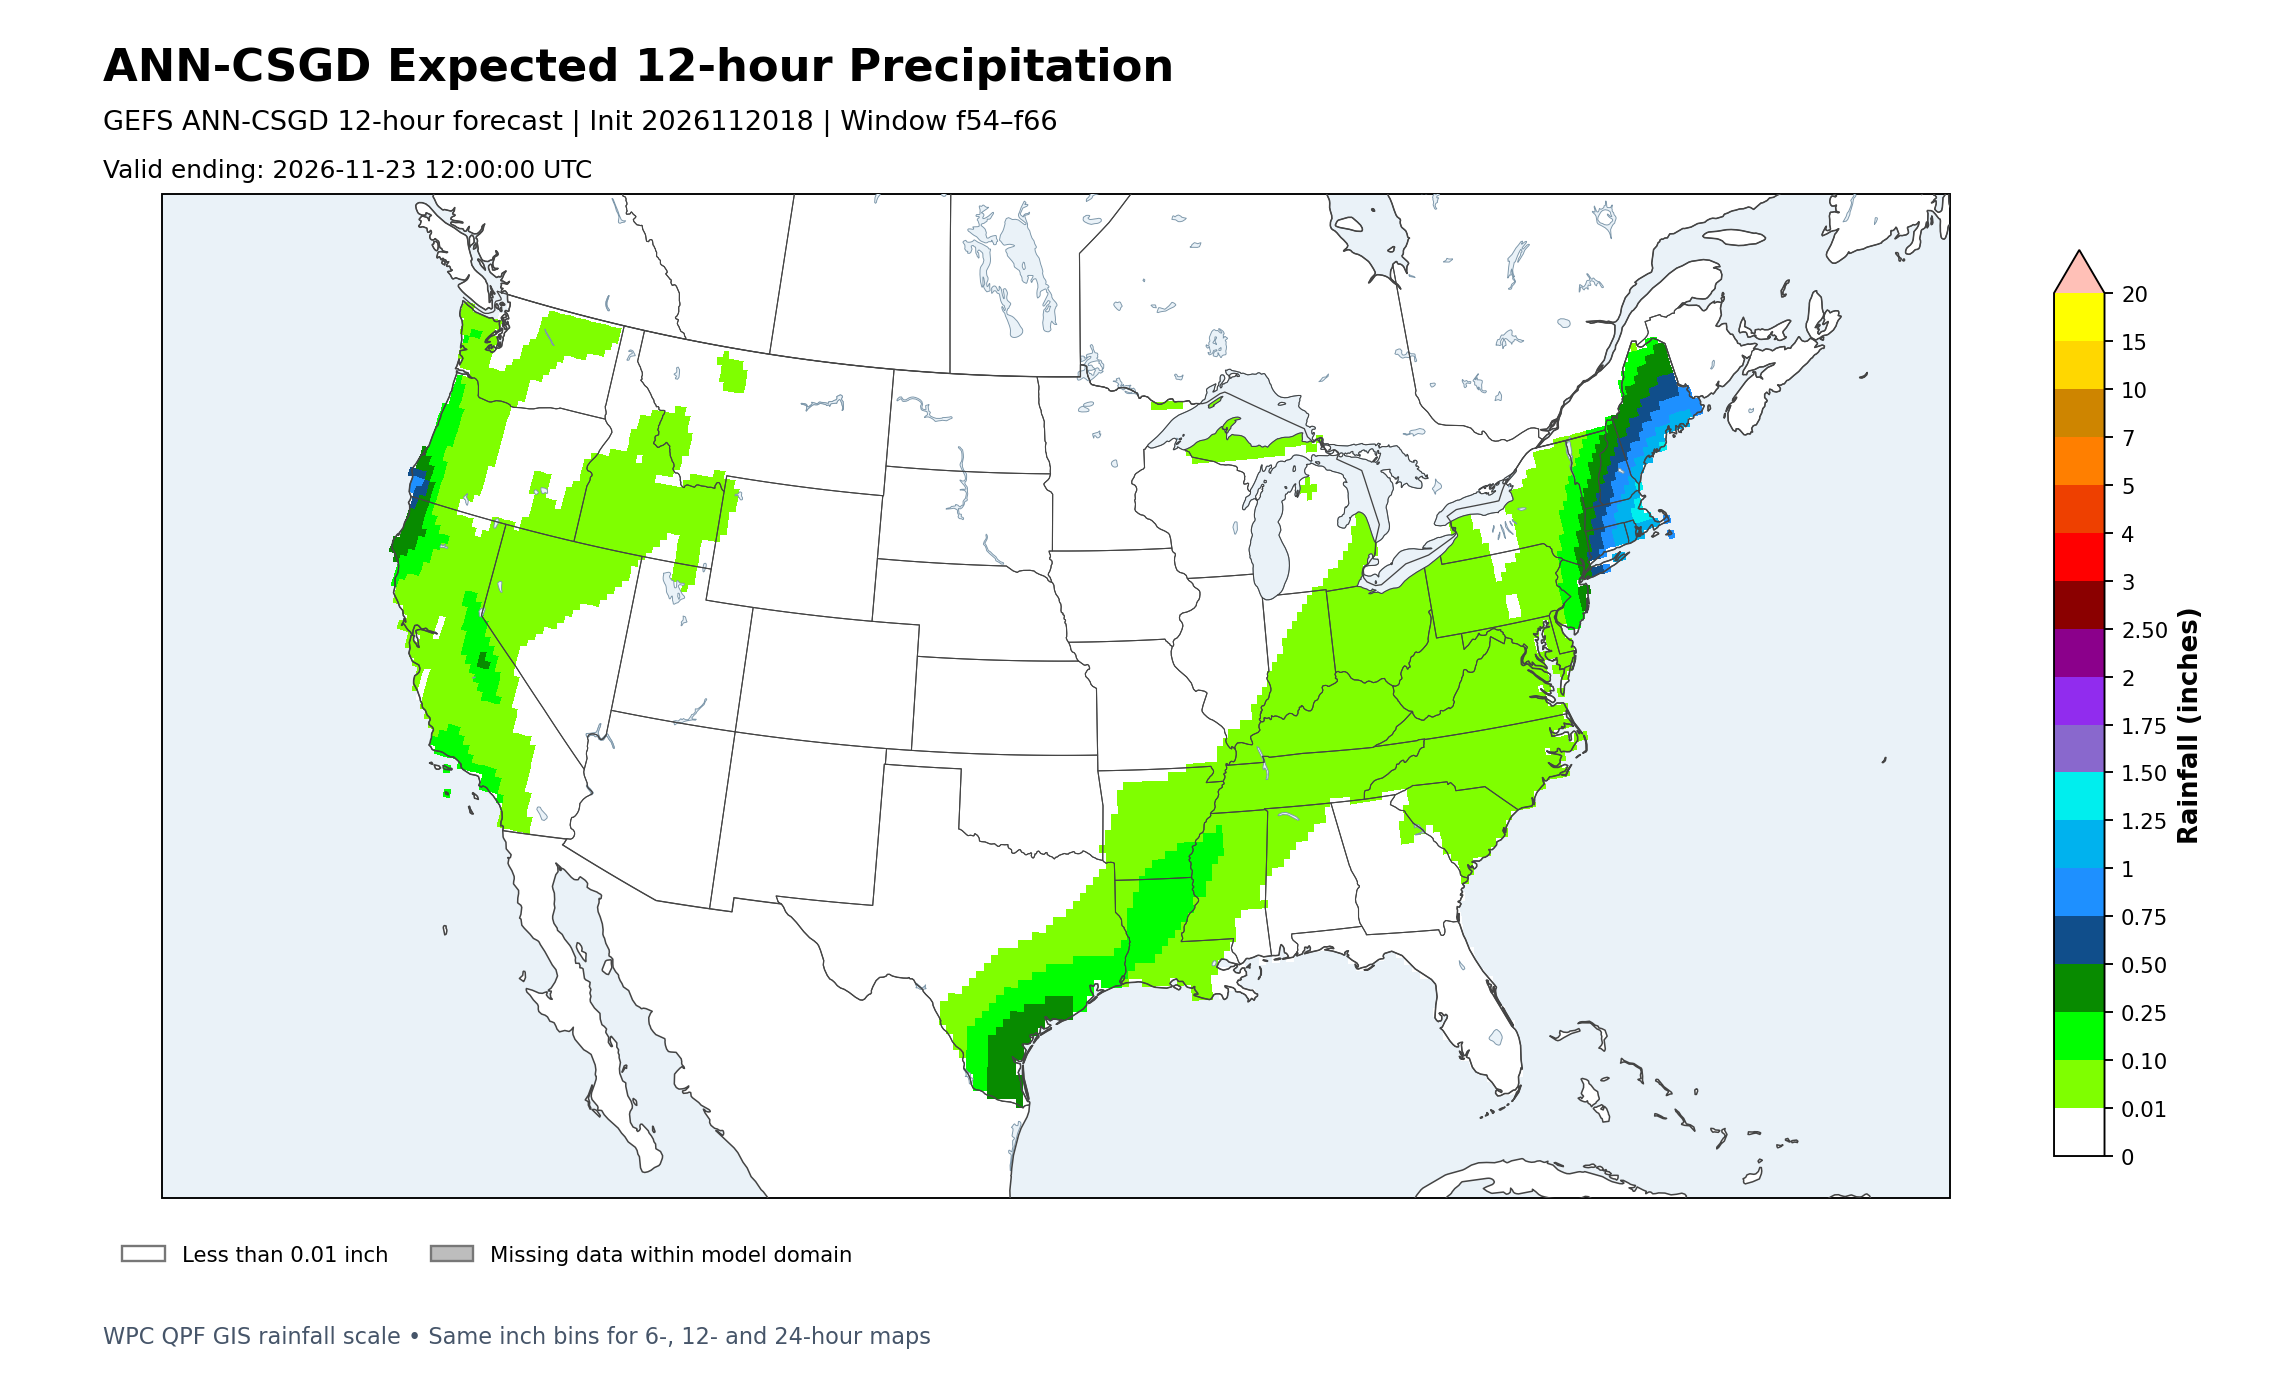 ANN-CSGD Expected 12-hour Precipitation
GEFS ANN-CSGD 12-hour forecast | Init 2026112018 | Window f54–f66
Valid ending: 2026-11-23 12:00:00 UTC
20
15
10
7
5
4
3
2.50
2
1.75
1.50
1.25
1
0.75
0.50
0.25
0.10
0.01
0
Rainfall (inches)
Less than 0.01 inch
Missing data within model domain
WPC QPF GIS rainfall scale • Same inch bins for 6-, 12- and 24-hour maps